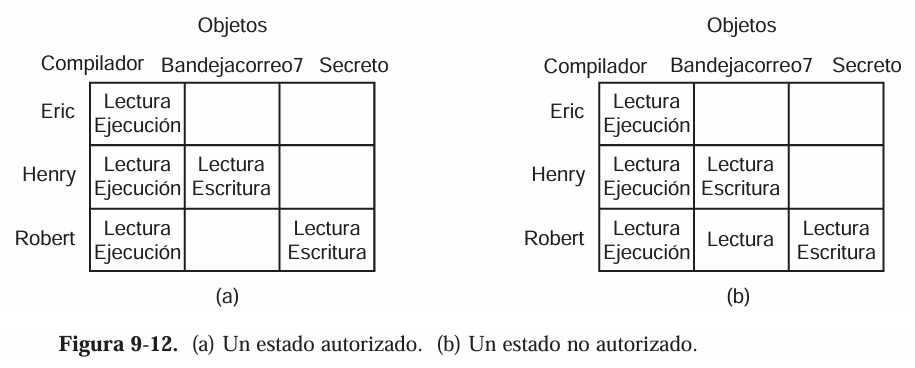 Objetos
Compilador Bandejacorreo7 Secreto
Eric
Lectura
Ejecución
Henry
Lectura
Ejecución
Lectura
Escritura
Robert
Lectura
Ejecución
Lectura
Escritura
(a)
Objetos
Compilador Bandejacorreo7 Secreto
Eric
Lectura
Ejecución
Henry
Lectura
Ejecución
Lectura
Escritura
Robert
Lectura
Ejecución
Lectura
Lectura
Escritura
(b)
Figura 9-12. (a) Un estado autorizado. (b) Un estado no autorizado.